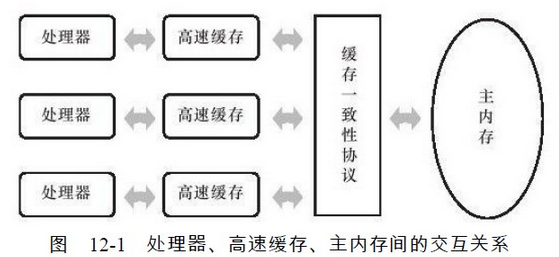 处理器 高速缓存
处理器 高速缓存
处理器 高速缓存
缓存一致性协议
主内存
图 12-1 处理器、高速缓存、主内存间的交互关系